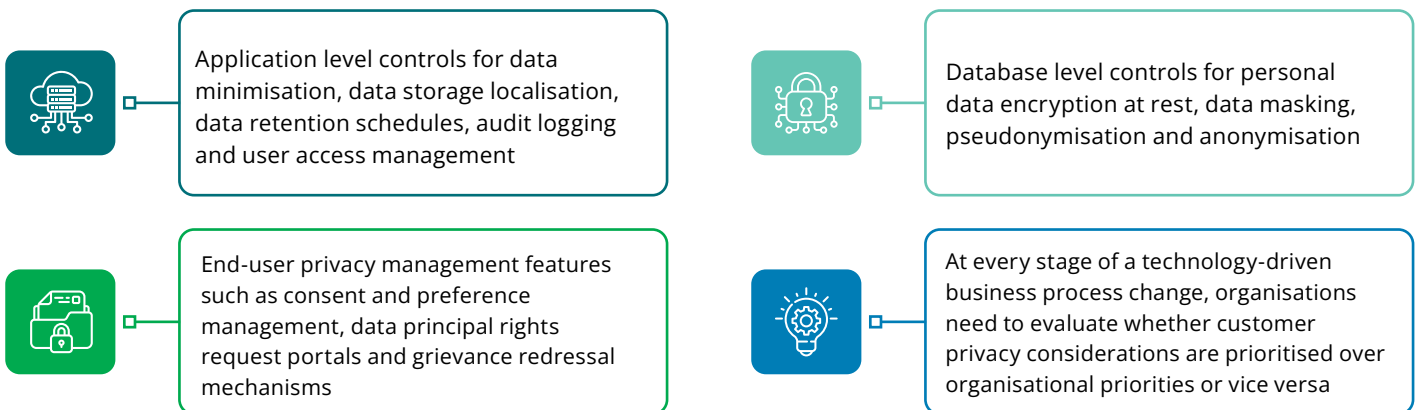 Application level controls for data
minimisation, data storage localisation,
data retention schedules, audit logging
and user access management
Database level controls for personal
data encryption at rest, data masking,
pseudonymisation and anonymisation
End-user privacy management features
such as consent and preference
management, data principal rights
request portals and grievance redressal
mechanisms
At every stage of a technology-driven
business process change, organisations
need to evaluate whether customer
privacy considerations are prioritised over
organisational priorities or vice versa